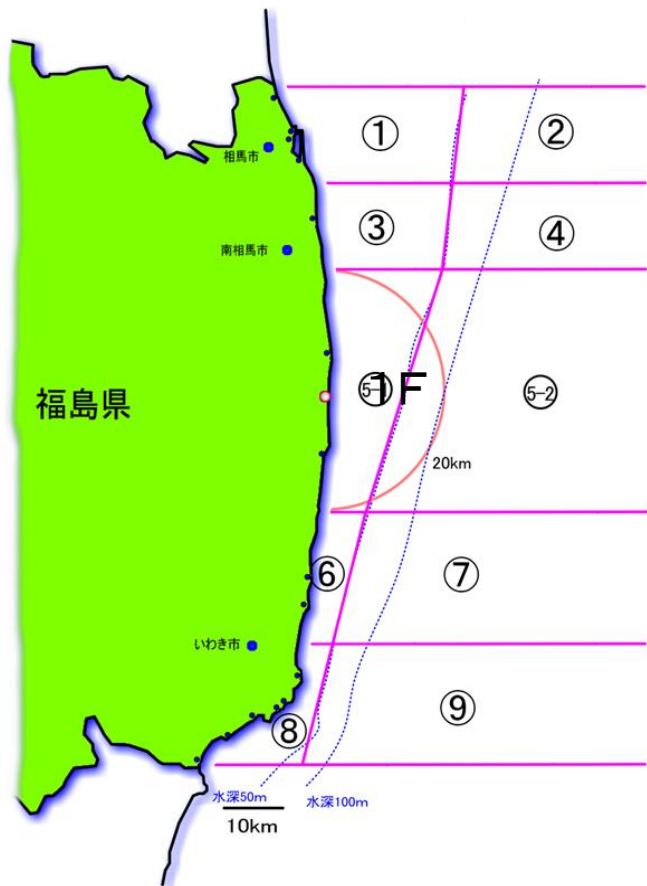 ①
②
相馬市
③
④
南相馬市
福島県
5-1
1F
5-2
20km
⑥
⑦
いわき市
⑧
⑨
水深50m
水深100m
10km